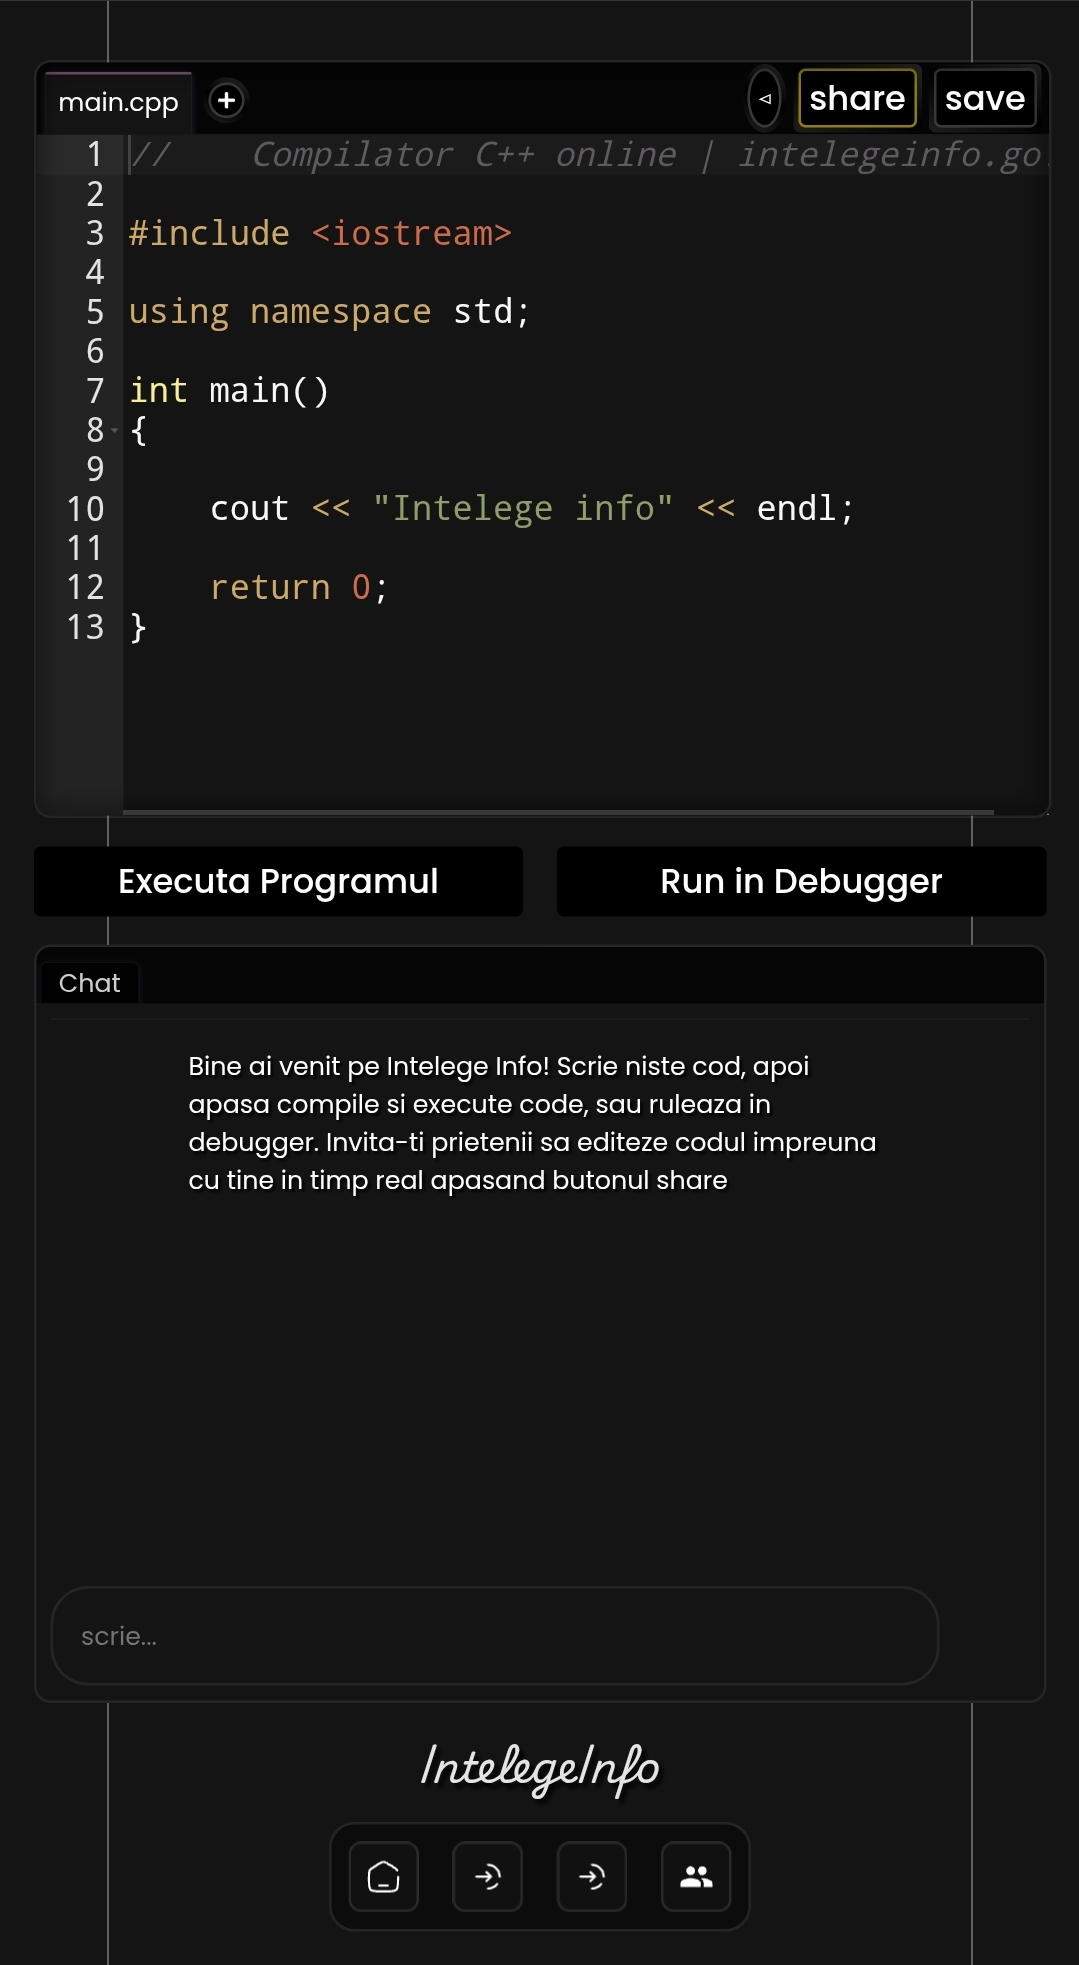 main.cpp + share save
1 //    Compilator C++ online | intelegeinfo.go
2
3 #include <iostream>
4
5 using namespace std;
6
7 int main()
8 {
9
10     cout << "Intelege info" << endl;
11
12     return 0;
13 }
Executa Programul Run in Debugger
Chat
Bine ai venit pe Intelege Info! Scrie niste cod, apoi
apasa compile si execute code, sau ruleaza in
debugger. Invita-ti prietenii sa editeze codul impreuna
cu tine in timp real apasand butonul share
scrie...
IntelegeInfo